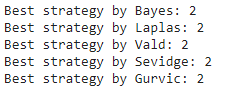 Best strategy by Bayes: 2
Best strategy by Laplas: 2
Best strategy by Vald: 2
Best strategy by Sevidge: 2
Best strategy by Gurvic: 2